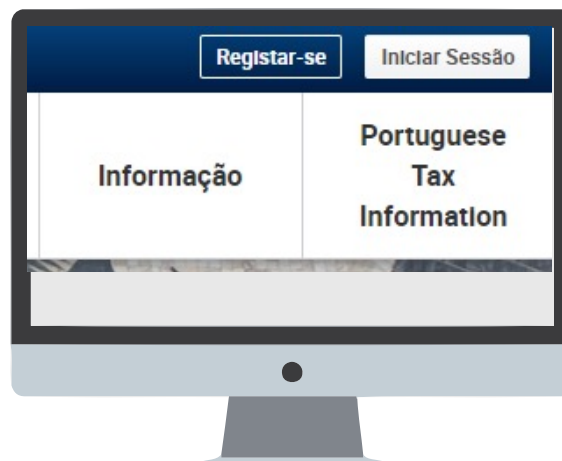 Registar-se Iniciar Sessão
Informação
Portuguese
Tax
Information